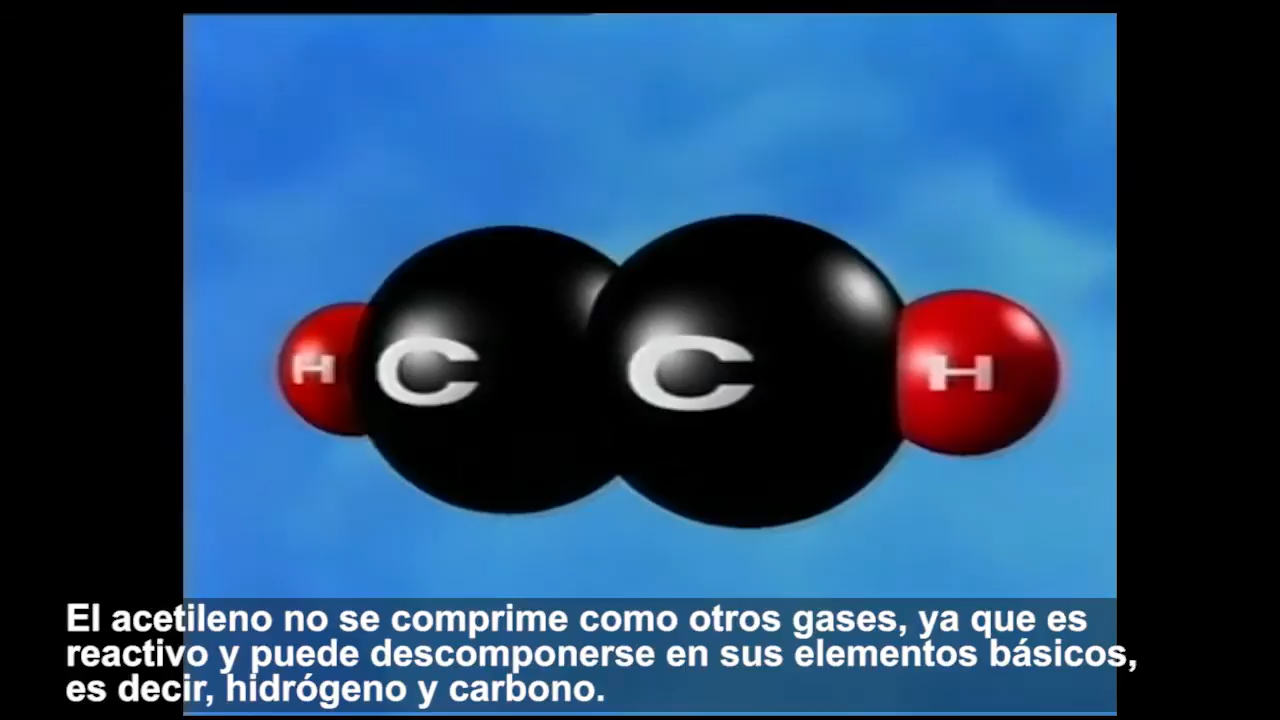 H C C H
El acetileno no se comprime como otros gases, ya que es
reactivo y puede descomponerse en sus elementos básicos,
es decir, hidrógeno y carbono.